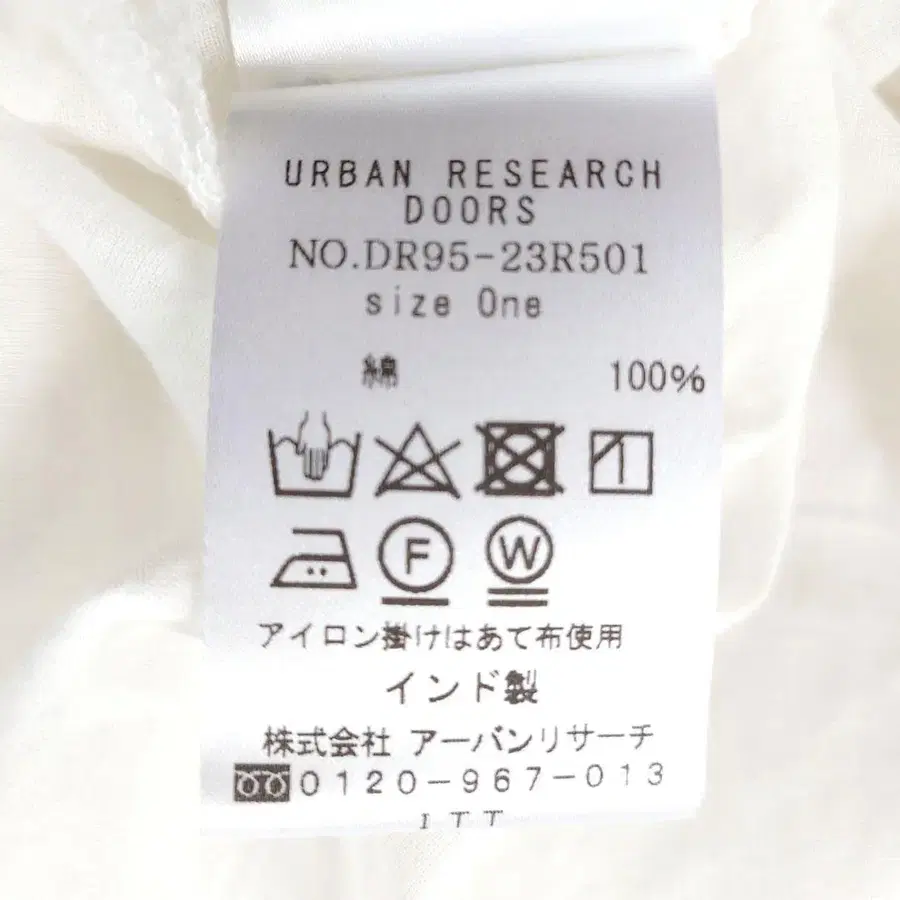 URBAN RESEARCH
DOORS
NO.DR95-23R501
size One
綿 100%
F W
アイロン掛けはあて布使用
インド製
株式会社 アーバンリサーチ
0120-967-013
ITT